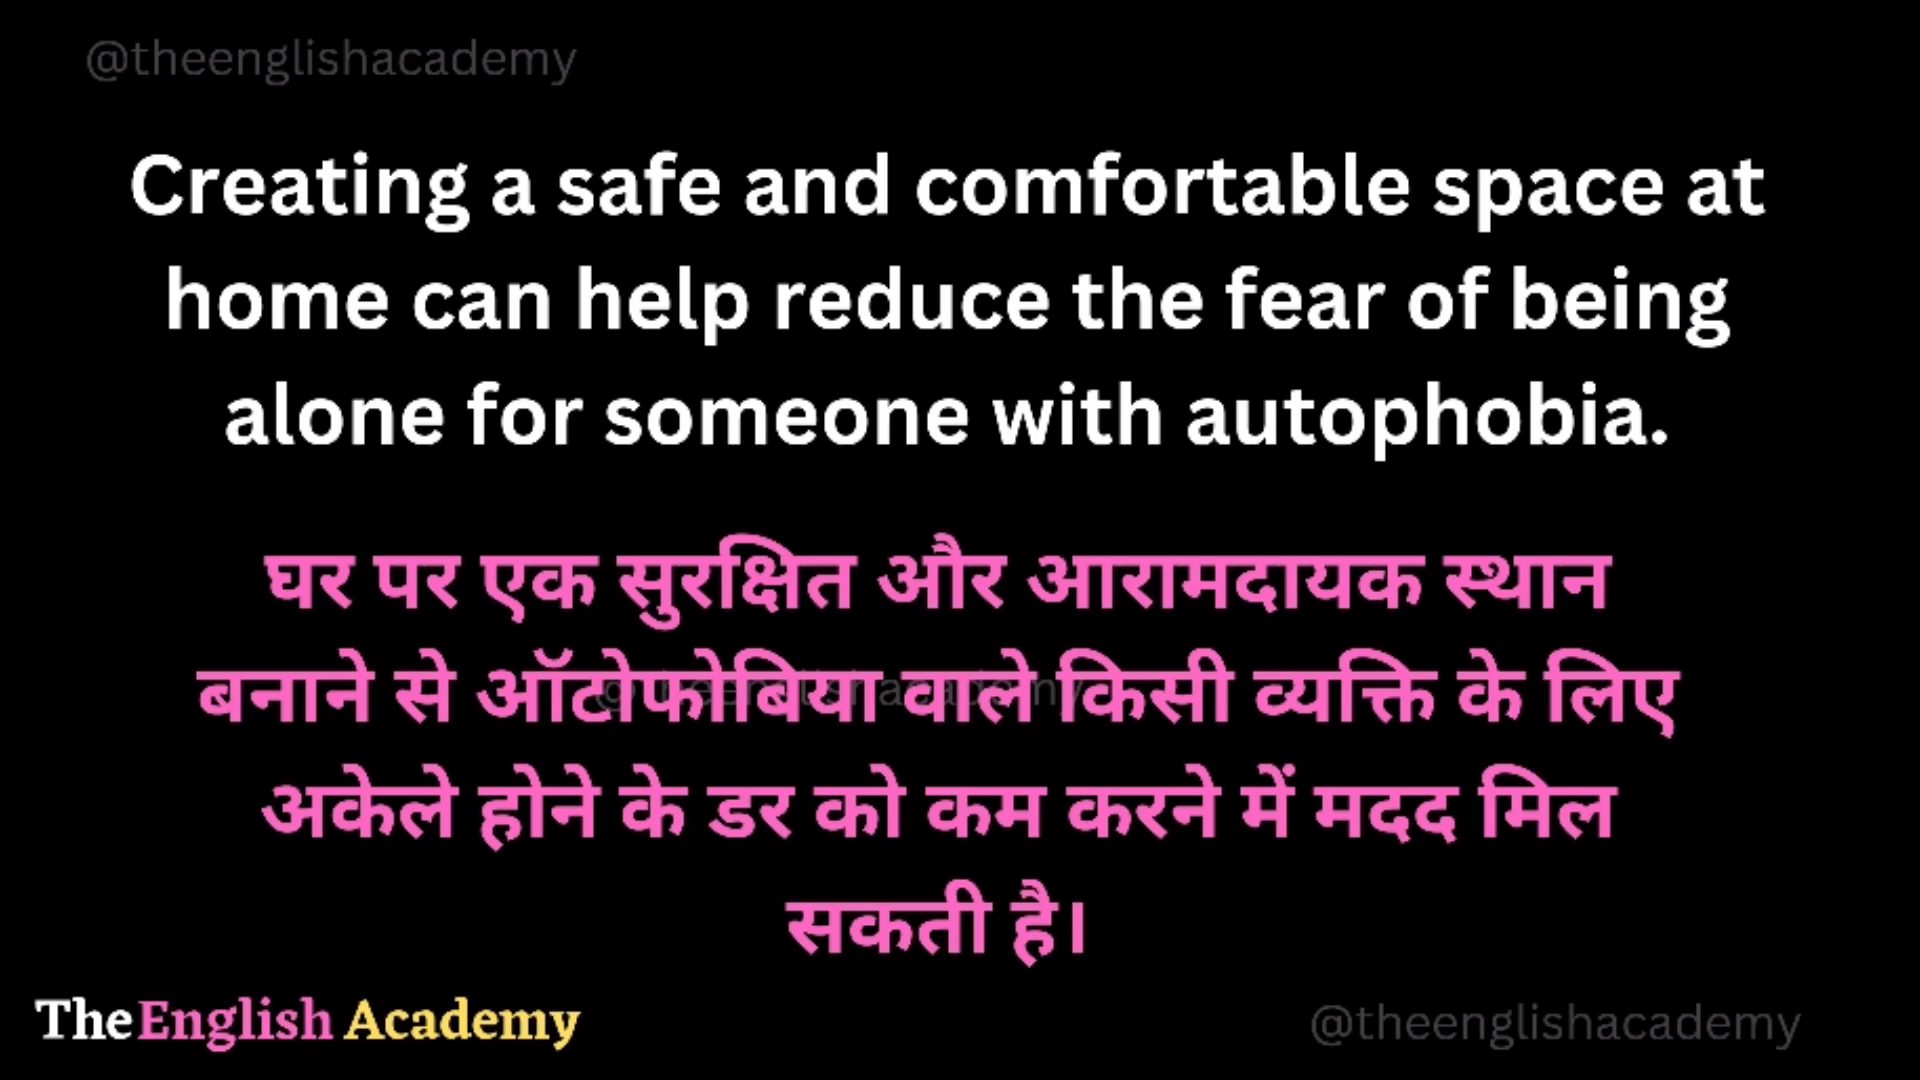 @theenglishacademy
Creating a safe and comfortable space at
home can help reduce the fear of being
alone for someone with autophobia.
घर पर एक सुरक्षित और आरामदायक स्थान
बनाने से ऑटोफोबिया वाले किसी व्यक्ति के लिए
@theenglishacademy
अकेले होने के डर को कम करने में मदद मिल
सकती है।
The English Academy
@theenglishacademy